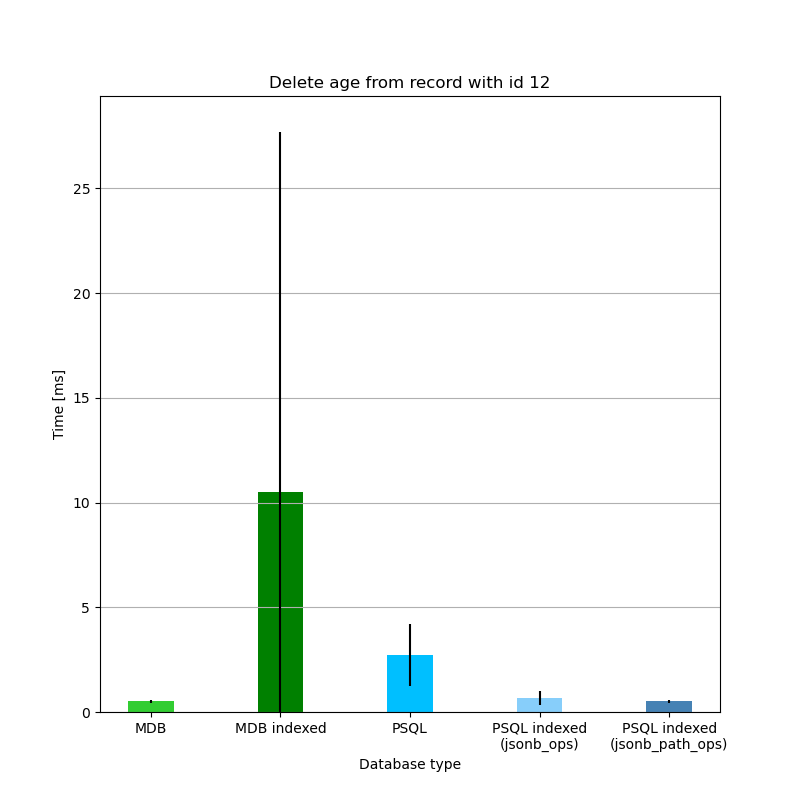 Delete age from record with id 12
Time [ms]
25
20
15
10
5
0
MDB
MDB indexed
PSQL
PSQL indexed
(jsonb_ops)
PSQL indexed
(jsonb_path_ops)
Database type